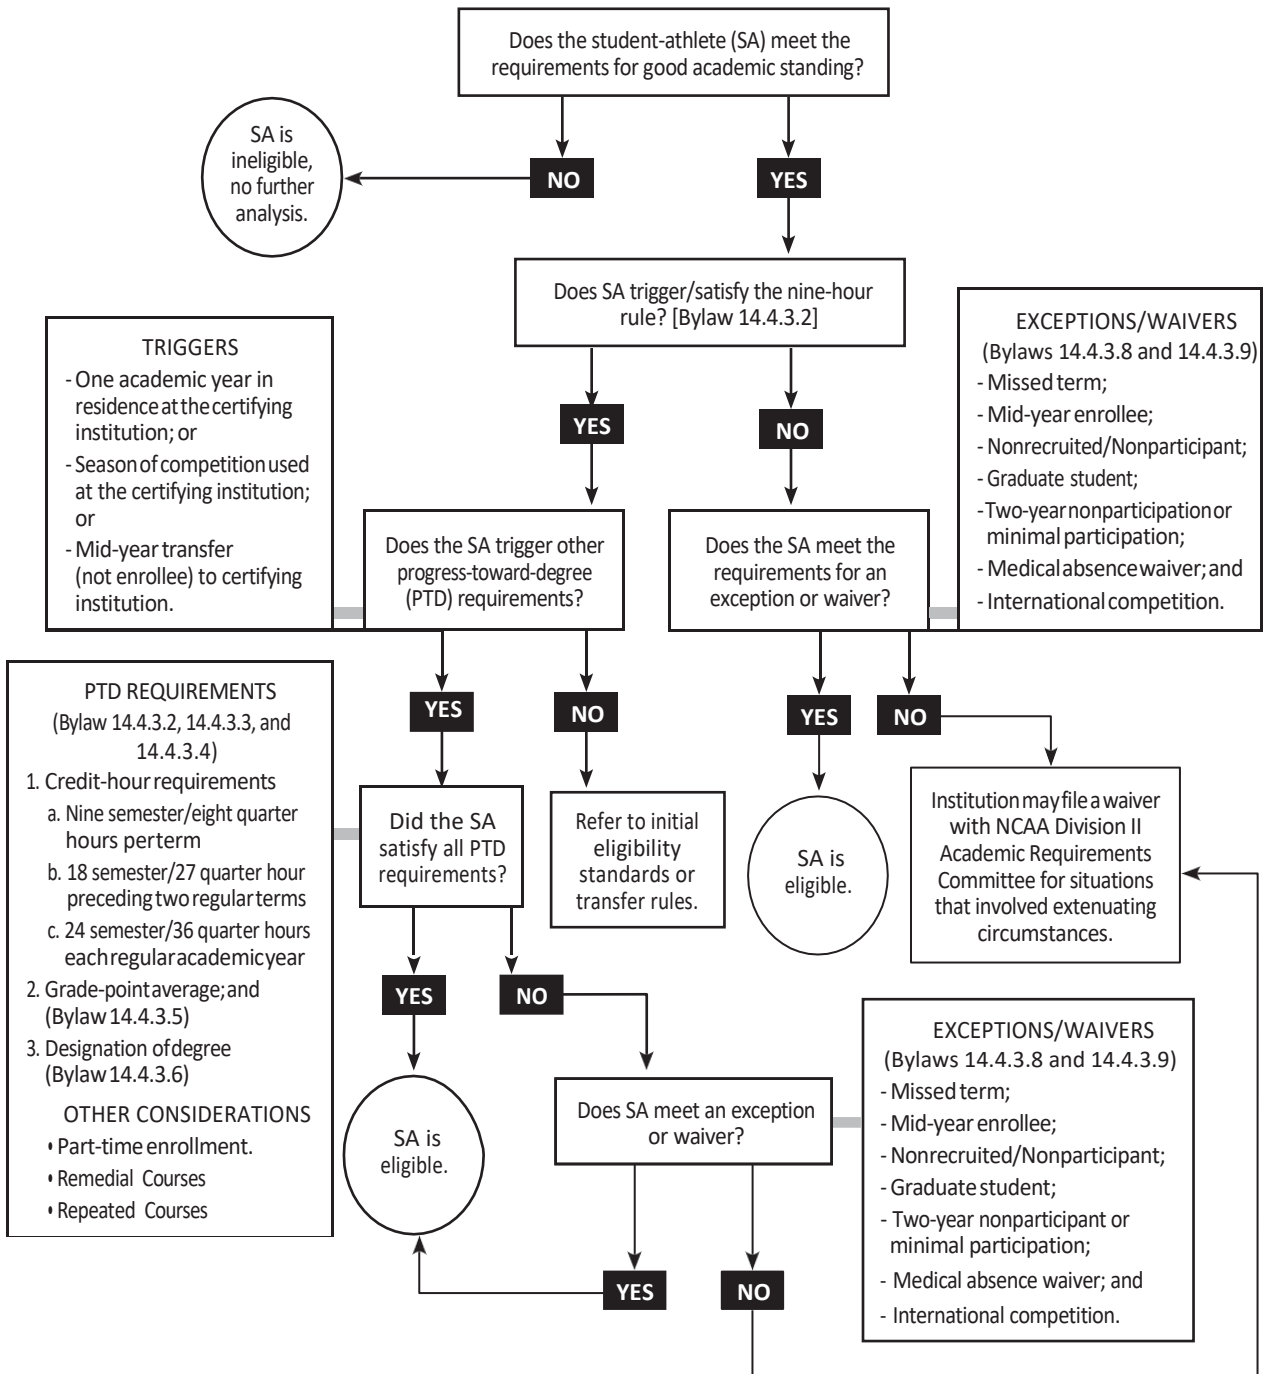 Does the student-athlete (SA) meet the
requirements for good academic standing?
SA is
ineligible,
no further
analysis.
NO
YES
Does SA trigger/satisfy the nine-hour
rule? [Bylaw 14.4.3.2]
TRIGGERS
- One academic year in
residence at the certifying
institution; or
- Season of competition used
at the certifying institution;
or
- Mid-year transfer
(not enrollee) to certifying
institution.
YES
NO
EXCEPTIONS/WAIVERS
(Bylaws 14.4.3.8 and 14.4.3.9)
- Missed term;
- Mid-year enrollee;
- Nonrecruited/Nonparticipant;
- Graduate student;
- Two-year nonparticipation or
minimal participation;
- Medical absence waiver; and
- International competition.
Does the SA trigger other
progress-toward-degree
(PTD) requirements?
Does the SA meet the
requirements for an
exception or waiver?
YES
NO
YES
NO
PTD REQUIREMENTS
(Bylaw 14.4.3.2, 14.4.3.3, and
14.4.3.4)
1. Credit-hour requirements
a. Nine semester/eight quarter
hours per term
b. 18 semester/27 quarter hour
preceding two regular terms
c. 24 semester/36 quarter hours
each regular academic year
2. Grade-point average; and
(Bylaw 14.4.3.5)
3. Designation of degree
(Bylaw 14.4.3.6)
OTHER CONSIDERATIONS
• Part-time enrollment.
• Remedial Courses
• Repeated Courses
Did the SA
satisfy all PTD
requirements?
Refer to initial
eligibility
standards or
transfer rules.
SA is
eligible.
Institution may file a waiver
with NCAA Division II
Academic Requirements
Committee for situations
that involved extenuating
circumstances.
YES
NO
SA is
eligible.
Does SA meet an exception
or waiver?
EXCEPTIONS/WAIVERS
(Bylaws 14.4.3.8 and 14.4.3.9)
- Missed term;
- Mid-year enrollee;
- Nonrecruited/Nonparticipant;
- Graduate student;
- Two-year nonparticipant or
minimal participation;
- Medical absence waiver; and
- International competition.
YES
NO